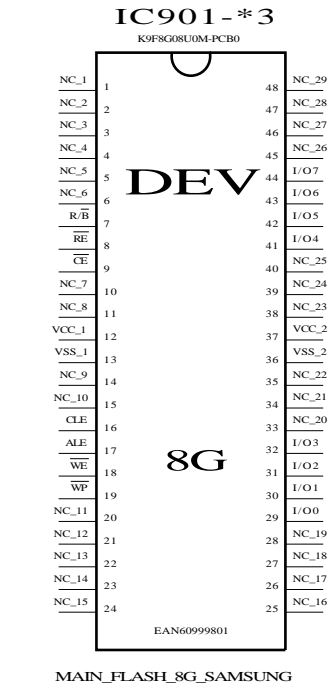 IC901-*3
K9F8G08U0M-PCB0
NC_1 1 48 NC_29
NC_2 2 47 NC_28
NC_3 3 46 NC_27
NC_4 4 45 NC_26
NC_5 5 DEV 44 I/O7
NC_6 6 43 I/O6
R/B̅ 7 42 I/O5
R̅E̅ 8 41 I/O4
C̅E̅ 9 40 NC_25
NC_7 10 39 NC_24
NC_8 11 38 NC_23
VCC_1 12 37 VCC_2
VSS_1 13 36 VSS_2
NC_9 14 35 NC_22
NC_10 15 34 NC_21
CLE 16 33 NC_20
ALE 17 8G 32 I/O3
W̅E̅ 18 31 I/O2
W̅P̅ 19 30 I/O1
NC_11 20 29 I/O0
NC_12 21 28 NC_19
NC_13 22 27 NC_18
NC_14 23 26 NC_17
NC_15 24 25 NC_16
EAN60999801
MAIN_FLASH_8G_SAMSUNG